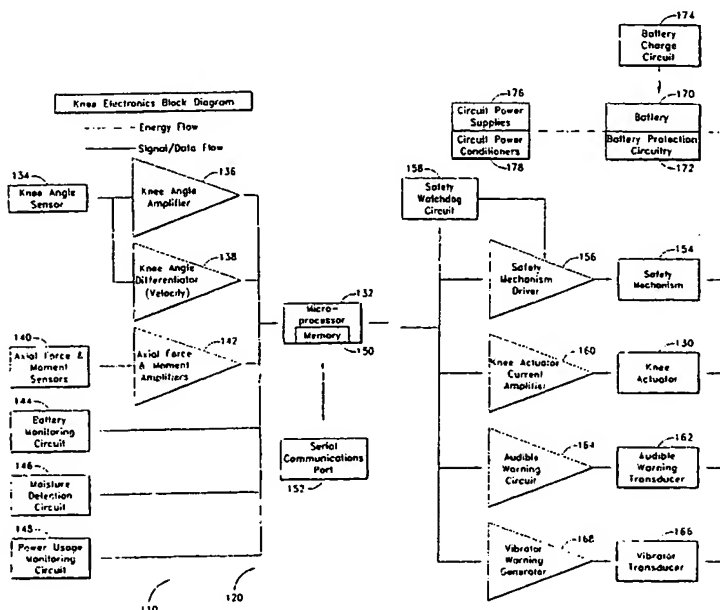 174
Battery
Charge
Circuit
Knee Electronics Block Diagram
Energy Flow
Signal/Data Flow
176
Circuit Power
Supplies
Circuit Power
Conditioners
178
170
Battery
Battery Protection
Circuitry
172
134
Knee Angle
Sensor
136
Knee Angle
Amplifier
138
Knee Angle
Differentiator
(Velocity)
140
Axial Force &
Moment
Sensors
142
Axial Force
& Moment
Amplifiers
144
Battery
Monitoring
Circuit
146
Moisture
Detection
Circuit
148
Power Usage
Monitoring
Circuit
110
120
132
Micro-
processor
Memory
150
Serial
Communications
Port
152
158
Safety
Watchdog
Circuit
156
Safety
Mechanism
Driver
154
Safety
Mechanism
160
Knee Actuator
Current
Amplifier
130
Knee
Actuator
164
Audible
Warning
Circuit
162
Audible
Warning
Transducer
168
Vibrator
Warning
Generator
166
Vibrator
Transducer